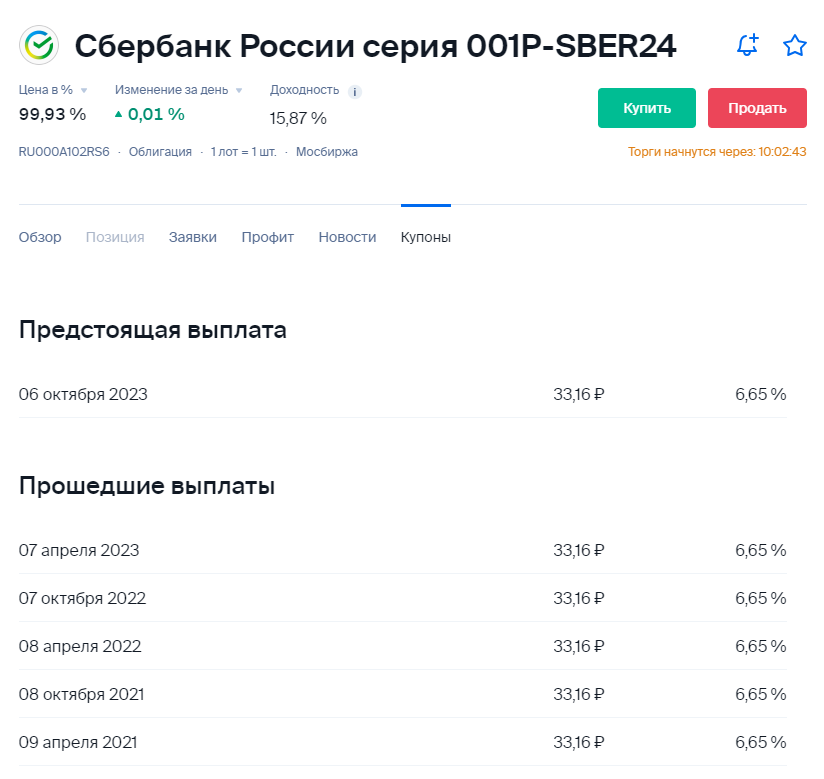 Сбербанк России серия 001P-SBER24
Цена в % Изменение за день Доходность i
99,93 % 0,01 % 15,87 %
Купить Продать
RU000A102RS6 · Облигация · 1 лот = 1 шт. · Мосбиржа Торги начнутся через: 10:02:43
Обзор Позиция Заявки Профит Новости Купоны
Предстоящая выплата
06 октября 2023 33,16 ₽ 6,65 %
Прошедшие выплаты
07 апреля 2023 33,16 ₽ 6,65 %
07 октября 2022 33,16 ₽ 6,65 %
08 апреля 2022 33,16 ₽ 6,65 %
08 октября 2021 33,16 ₽ 6,65 %
09 апреля 2021 33,16 ₽ 6,65 %